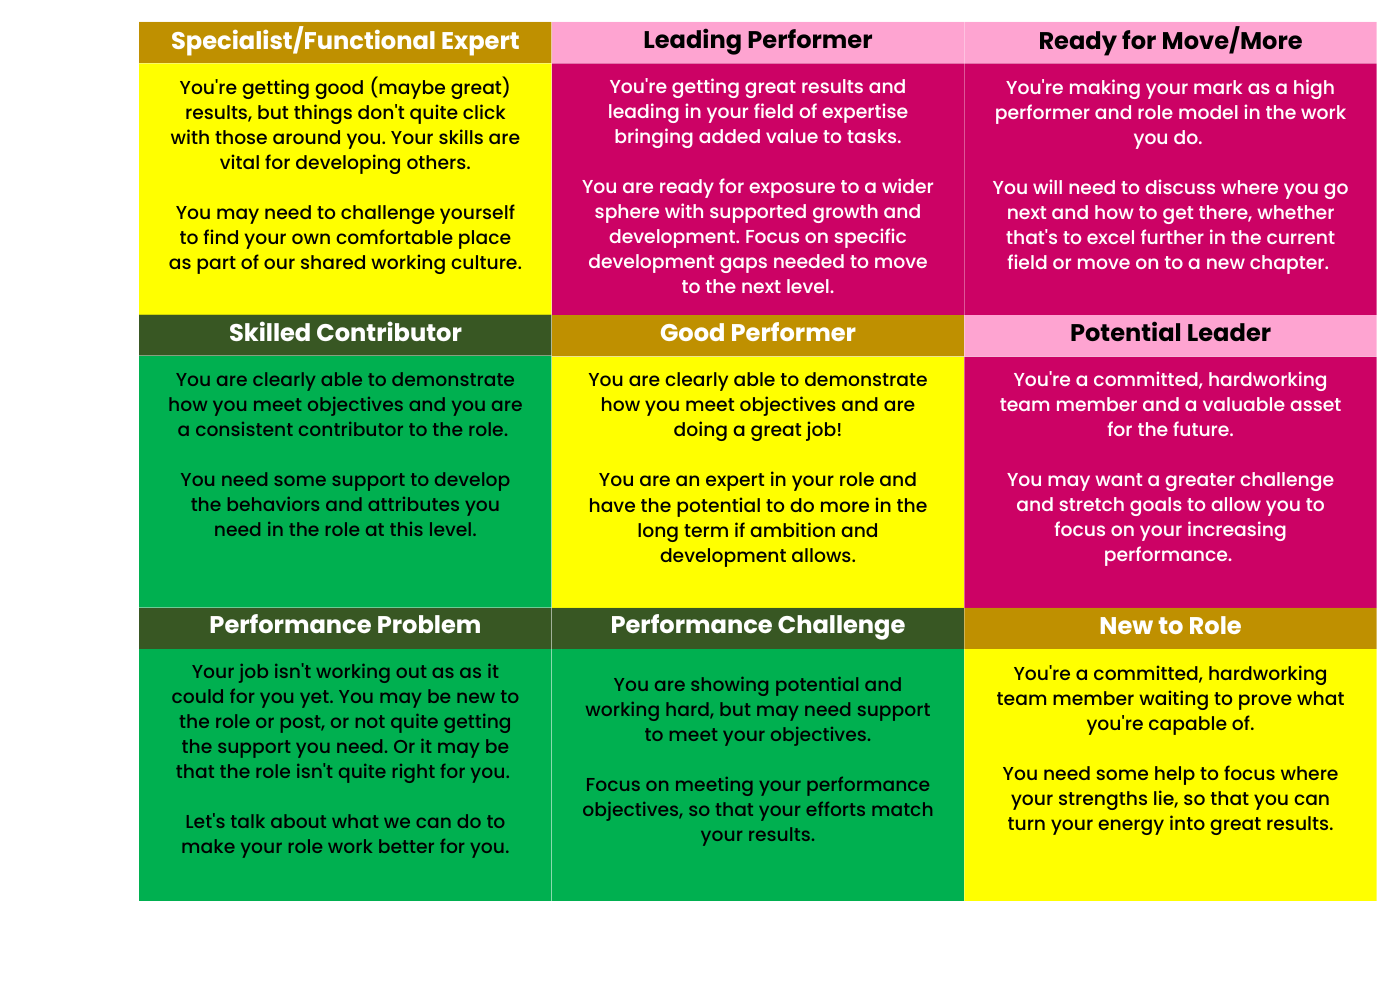 Specialist/Functional Expert
You're getting good (maybe great)
results, but things don't quite click
with those around you. Your skills are
vital for developing others.
You may need to challenge yourself
to find your own comfortable place
as part of our shared working culture.
Leading Performer
You're getting great results and
leading in your field of expertise
bringing added value to tasks.
You are ready for exposure to a wider
sphere with supported growth and
development. Focus on specific
development gaps needed to move
to the next level.
Ready for Move/More
You're making your mark as a high
performer and role model in the work
you do.
You will need to discuss where you go
next and how to get there, whether
that's to excel further in the current
field or move on to a new chapter.
Skilled Contributor
You are clearly able to demonstrate
how you meet objectives and you are
a consistent contributor to the role.
You need some support to develop
the behaviors and attributes you
need in the role at this level.
Good Performer
You are clearly able to demonstrate
how you meet objectives and are
doing a great job!
You are an expert in your role and
have the potential to do more in the
long term if ambition and
development allows.
Potential Leader
You're a committed, hardworking
team member and a valuable asset
for the future.
You may want a greater challenge
and stretch goals to allow you to
focus on your increasing
performance.
Performance Problem
Your job isn't working out as as it
could for you yet. You may be new to
the role or post, or not quite getting
the support you need. Or it may be
that the role isn't quite right for you.
Let's talk about what we can do to
make your role work better for you.
Performance Challenge
You are showing potential and
working hard, but may need support
to meet your objectives.
Focus on meeting your performance
objectives, so that your efforts match
your results.
New to Role
You're a committed, hardworking
team member waiting to prove what
you're capable of.
You need some help to focus where
your strengths lie, so that you can
turn your energy into great results.